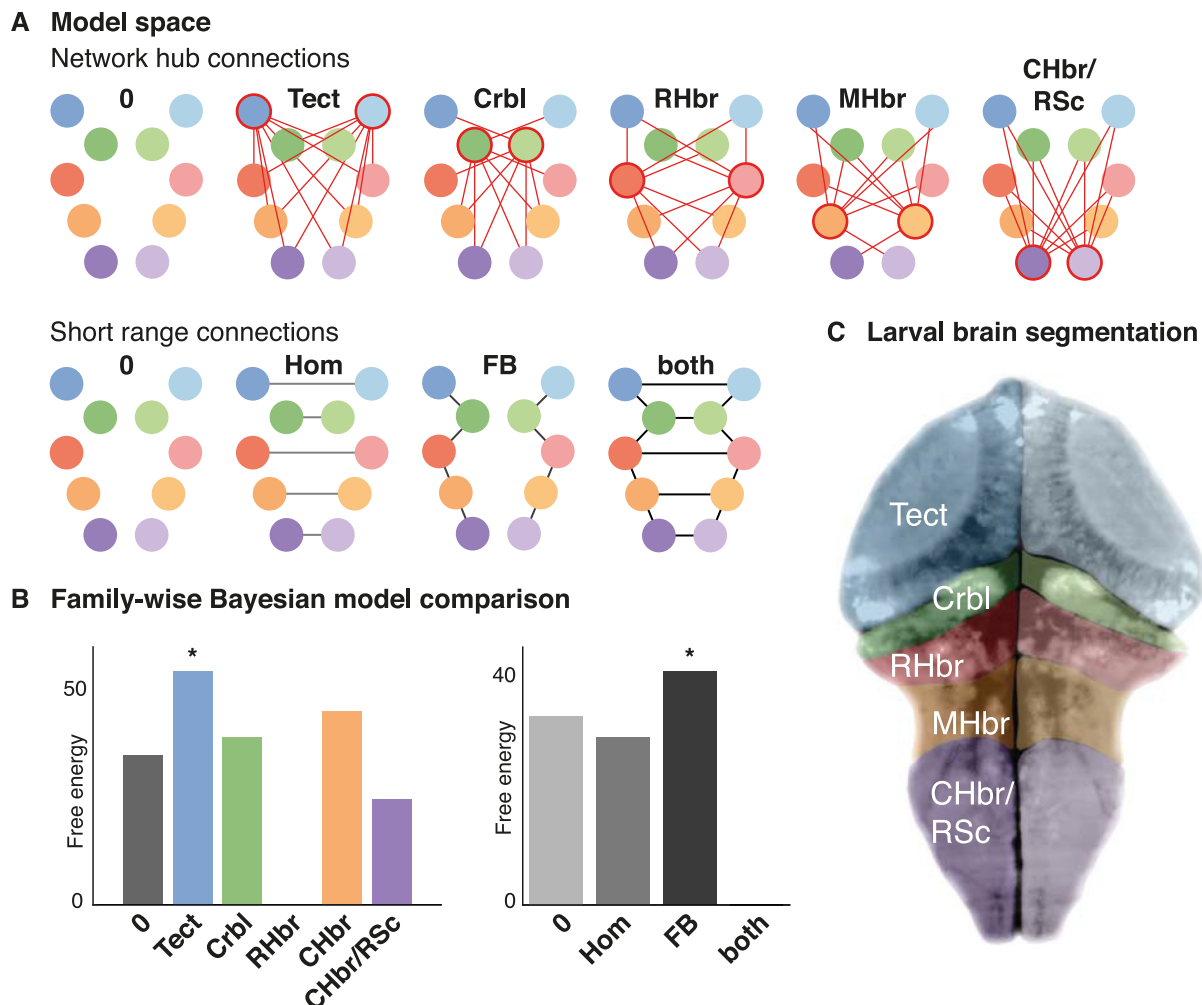 A Model space
Network hub connections
0
Tect
Crbl
RHbr
MHbr
CHbr/
RSc
Short range connections
0
Hom
FB
both
B Family-wise Bayesian model comparison
Free energy
50
0
*
0
Tect
Crbl
RHbr
CHbr
CHbr/RSc
Free energy
40
0
*
0
Hom
FB
both
C Larval brain segmentation
Tect
Crbl
RHbr
MHbr
CHbr/
RSc